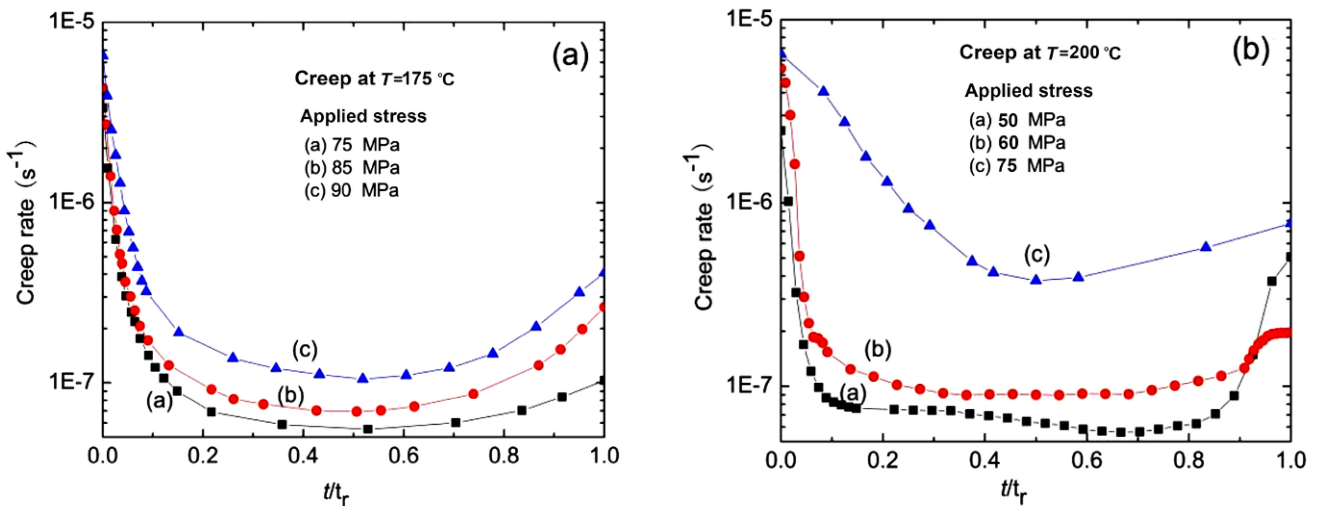 (a)
Creep at T=175 °C
Applied stress
(a) 75 MPa
(b) 85 MPa
(c) 90 MPa
1E-5
1E-6
1E-7
Creep rate (s⁻¹)
(c)
(b)
(a)
0.0 0.2 0.4 0.6 0.8 1.0
t/tᵣ
(b)
Creep at T=200 °C
Applied stress
(a) 50 MPa
(b) 60 MPa
(c) 75 MPa
1E-5
1E-6
1E-7
Creep rate (s⁻¹)
(c)
(b)
(a)
0.0 0.2 0.4 0.6 0.8 1.0
t/tᵣ